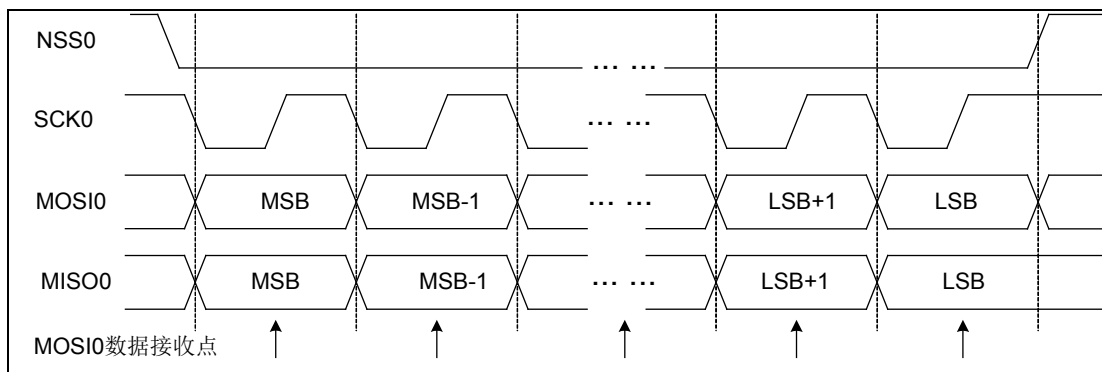 NSS0
... ...
SCK0
... ...
MOSI0 MSB MSB-1 ... ... LSB+1 LSB
MISO0 MSB MSB-1 ... ... LSB+1 LSB
MOSI0数据接收点